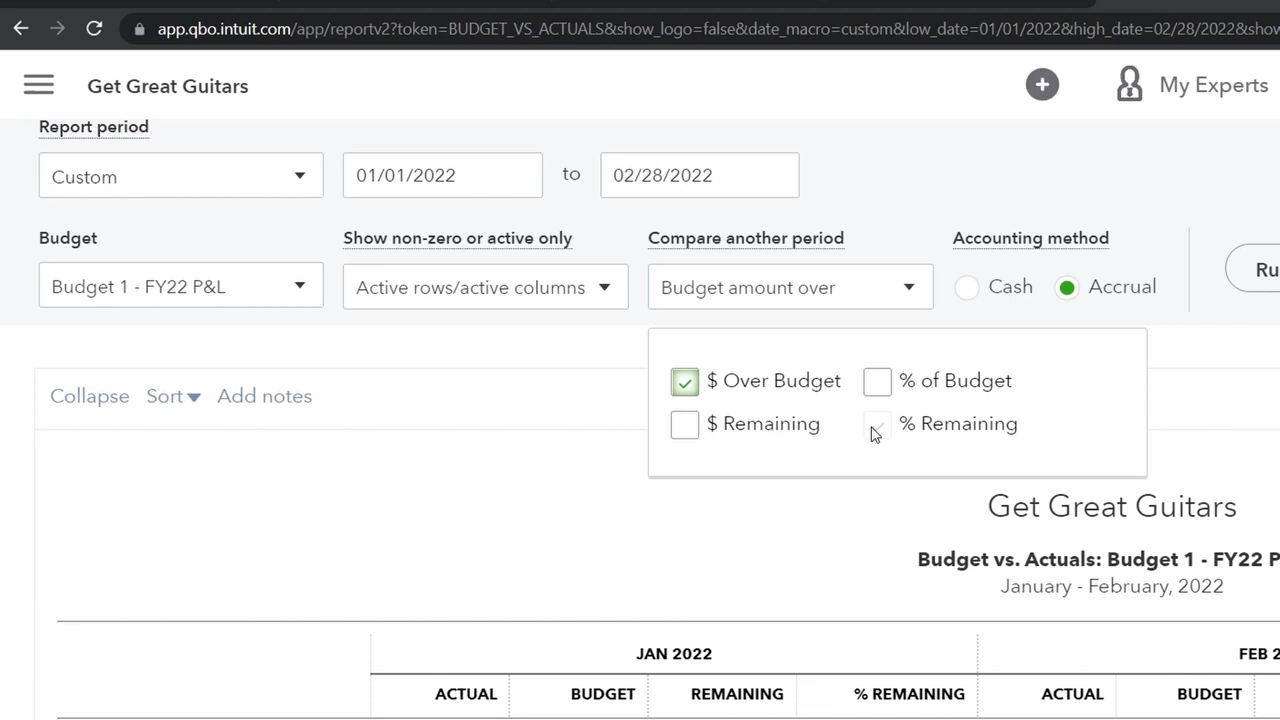 app.qbo.intuit.com/app/reportv2?token=BUDGET_VS_ACTUALS&show_logo=false&date_macro=custom&low_date=01/01/2022&high_date=02/28/2022&sho
Get Great Guitars
My Experts
Report period
Custom
01/01/2022 to 02/28/2022
Budget
Show non-zero or active only
Compare another period
Accounting method
Budget 1 - FY22 P&L
Active rows/active columns
Budget amount over
Cash
Accrual
Ru
$ Over Budget
% of Budget
$ Remaining
% Remaining
Collapse Sort Add notes
Get Great Guitars
Budget vs. Actuals: Budget 1 - FY22 P
January - February, 2022
JAN 2022
FEB 2
ACTUAL BUDGET REMAINING % REMAINING ACTUAL BUDGET